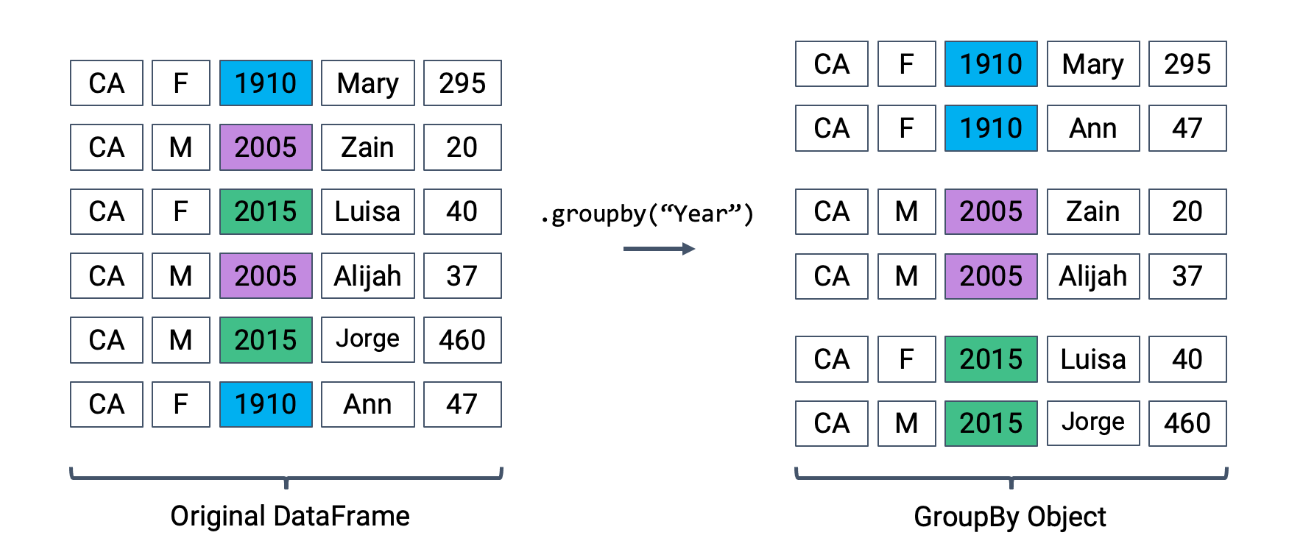 CA F 1910 Mary 295
CA M 2005 Zain 20
CA F 2015 Luisa 40
CA M 2005 Alijah 37
CA M 2015 Jorge 460
CA F 1910 Ann 47
Original DataFrame
.groupby(“Year”)
CA F 1910 Mary 295
CA F 1910 Ann 47
CA M 2005 Zain 20
CA M 2005 Alijah 37
CA F 2015 Luisa 40
CA M 2015 Jorge 460
GroupBy Object